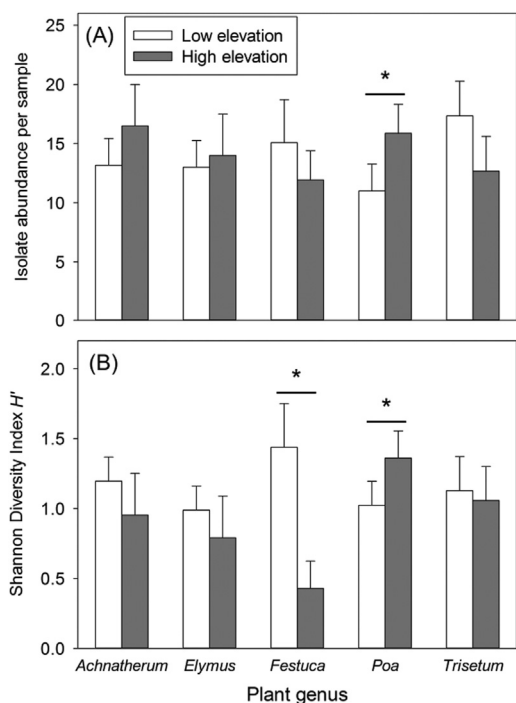 (A)
Low elevation
High elevation
Isolate abundance per sample
25
20
15
10
5
0
*
(B)
Shannon Diversity Index H'
2.0
1.5
1.0
0.5
0.0
*
*
Achnatherum Elymus Festuca Poa Trisetum
Plant genus